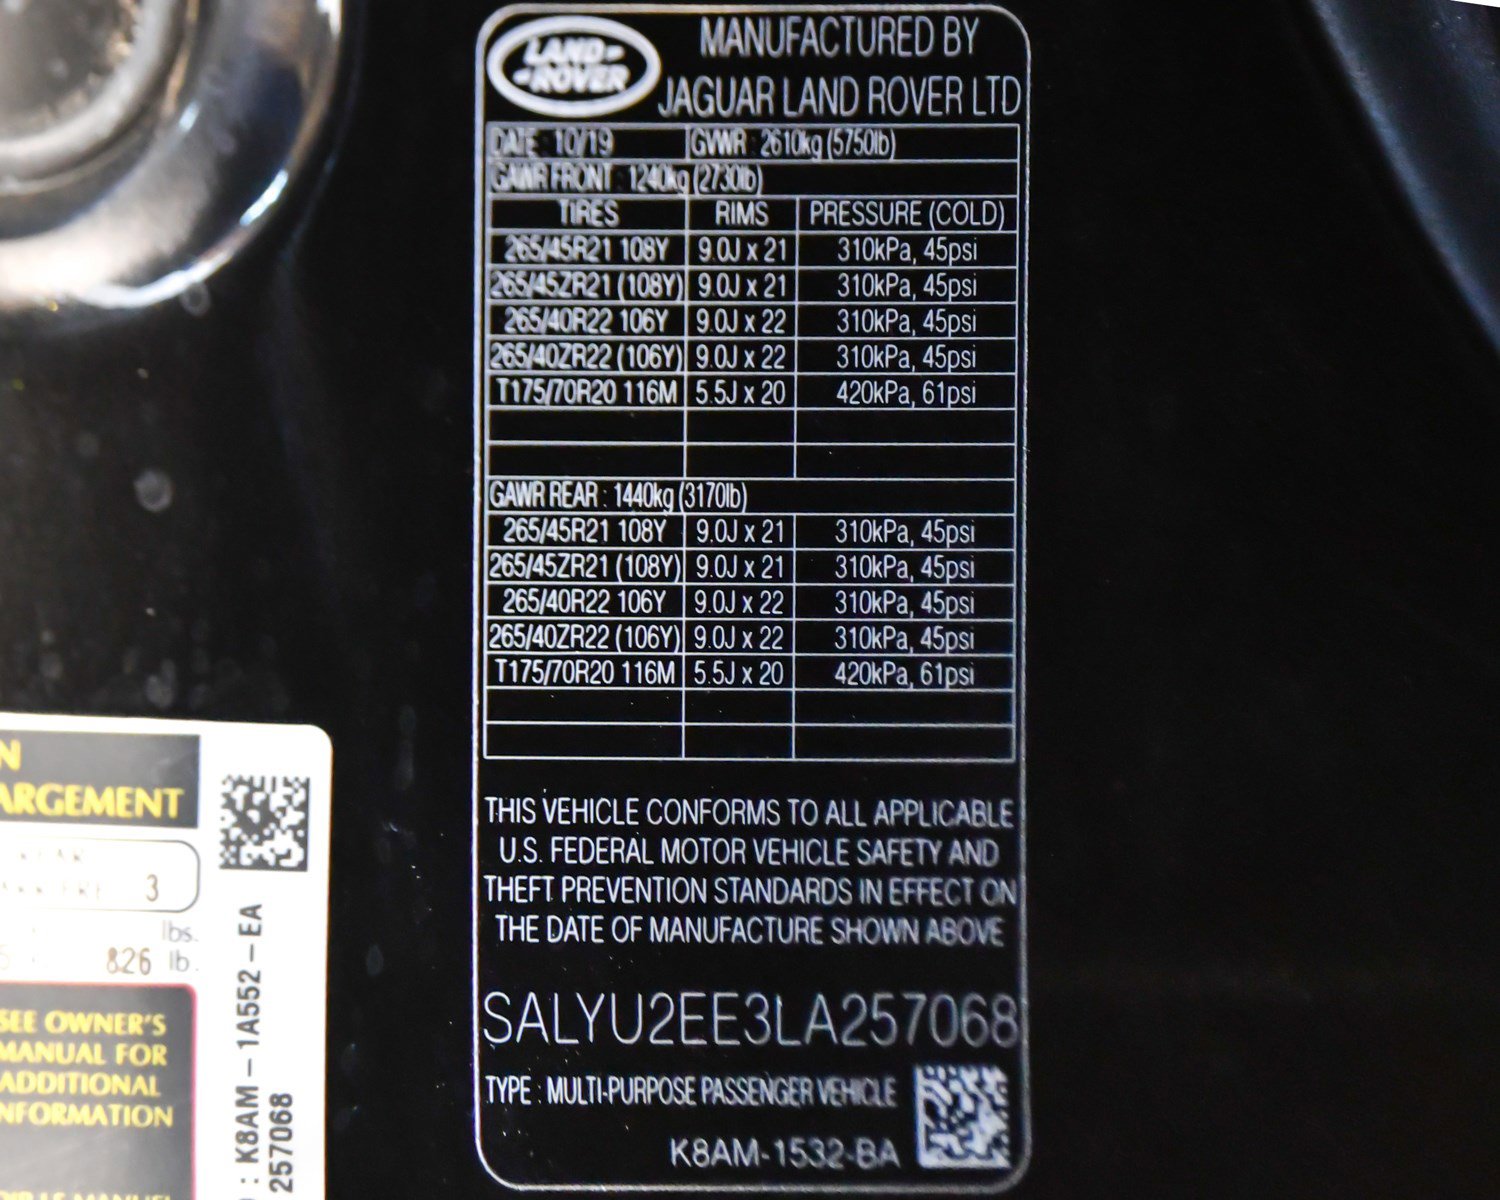 LAND-
-ROVER
MANUFACTURED BY
JAGUAR LAND ROVER LTD
DATE : 10/19 GVWR : 2610kg (5750lb)
GAWR FRONT : 1240kg (2730lb)
TIRES RIMS PRESSURE (COLD)
265/45R21 108Y 9.0J x 21 310kPa, 45psi
265/45ZR21 (108Y) 9.0J x 21 310kPa, 45psi
265/40R22 106Y 9.0J x 22 310kPa, 45psi
265/40ZR22 (106Y) 9.0J x 22 310kPa, 45psi
T175/70R20 116M 5.5J x 20 420kPa, 61psi
GAWR REAR : 1440kg (3170lb)
265/45R21 108Y 9.0J x 21 310kPa, 45psi
265/45ZR21 (108Y) 9.0J x 21 310kPa, 45psi
265/40R22 106Y 9.0J x 22 310kPa, 45psi
265/40ZR22 (106Y) 9.0J x 22 310kPa, 45psi
T175/70R20 116M 5.5J x 20 420kPa, 61psi
THIS VEHICLE CONFORMS TO ALL APPLICABLE
U.S. FEDERAL MOTOR VEHICLE SAFETY AND
THEFT PREVENTION STANDARDS IN EFFECT ON
THE DATE OF MANUFACTURE SHOWN ABOVE
SALYU2EE3LA257068
TYPE : MULTI-PURPOSE PASSENGER VEHICLE
K8AM-1532-BA
N
ARGEMENT
3
lbs.
826 lb.
SEE OWNER'S
MANUAL FOR
ADDITIONAL
NFORMATION
: K8AM-1A552-EA
257068